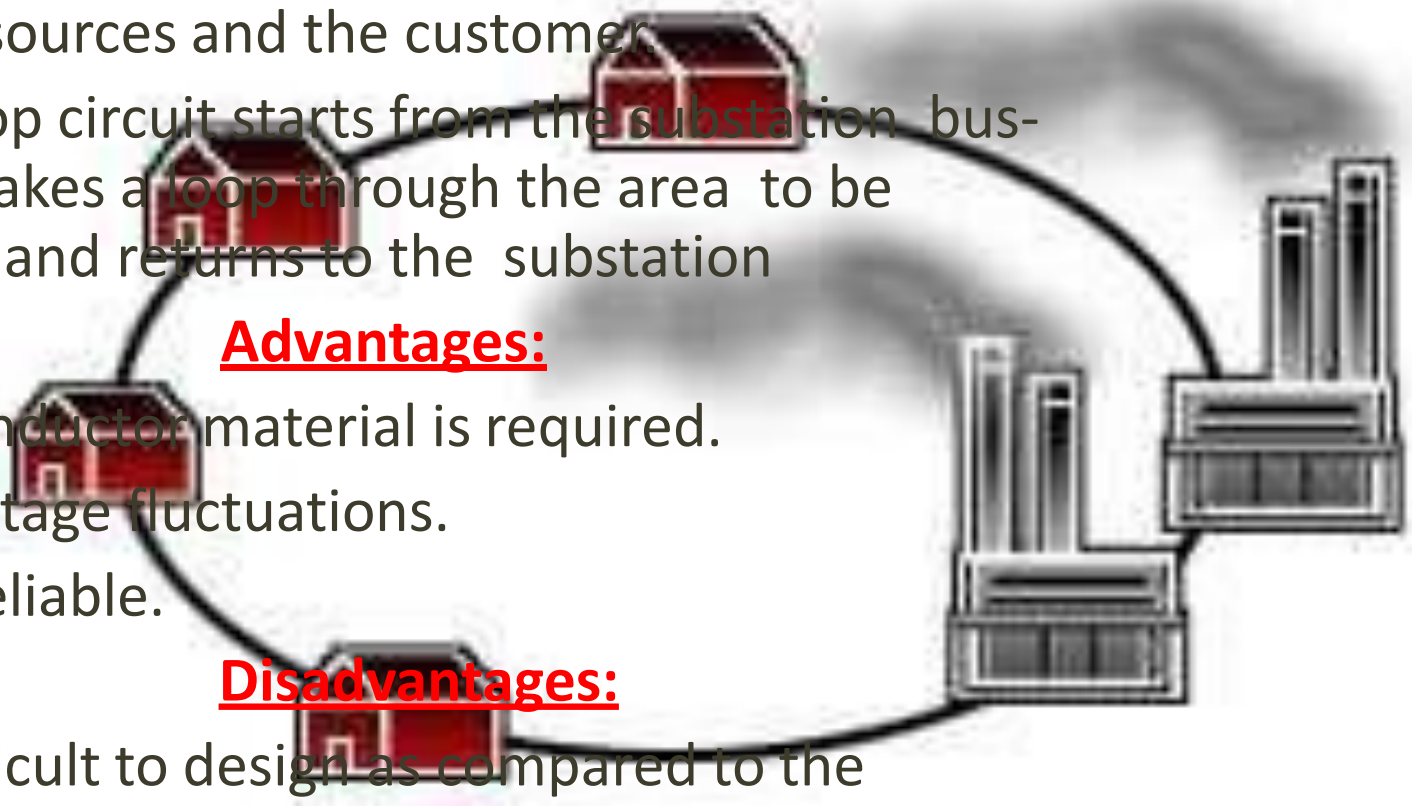 sources and the customer.
op circuit starts from the substation bus-
akes a loop through the area to be
and returns to the substation
Advantages:
nductor material is required.
tage fluctuations.
eliable.
Disadvantages:
cult to design as compared to the